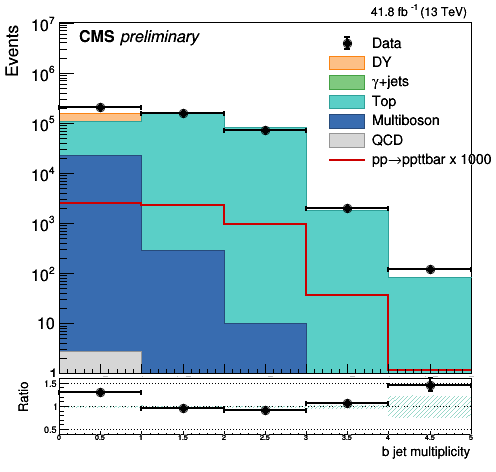 41.8 fb⁻¹ (13 TeV)
CMS preliminary
Events
10⁷
10⁶
10⁵
10⁴
10³
10²
10
1
Data
DY
γ+jets
Top
Multiboson
QCD
pp→ppttbar x 1000
Ratio
1.5
1
0.5
0 0.5 1 1.5 2 2.5 3 3.5 4 4.5 5
b jet multiplicity